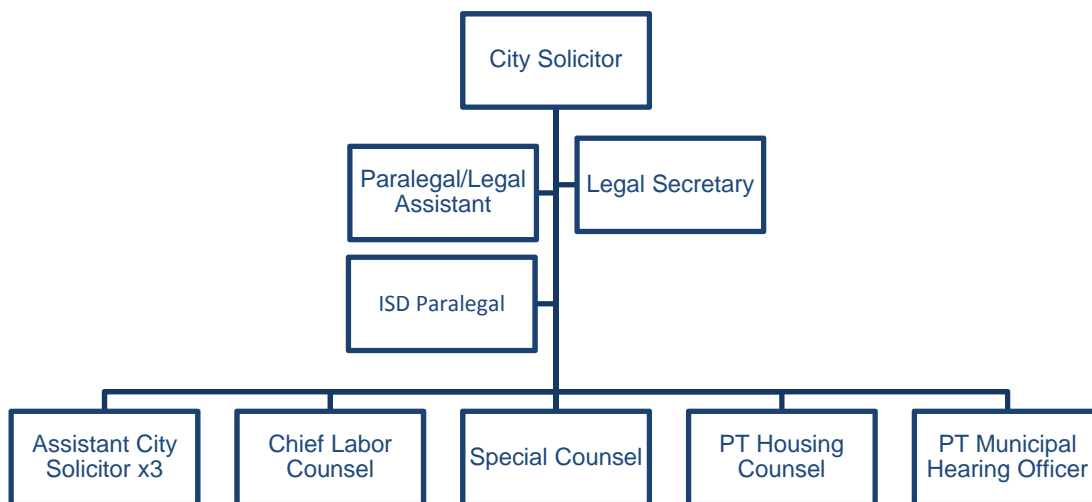 City Solicitor
Paralegal/Legal
Assistant
Legal Secretary
ISD Paralegal
Assistant City
Solicitor x3
Chief Labor
Counsel
Special Counsel
PT Housing
Counsel
PT Municipal
Hearing Officer